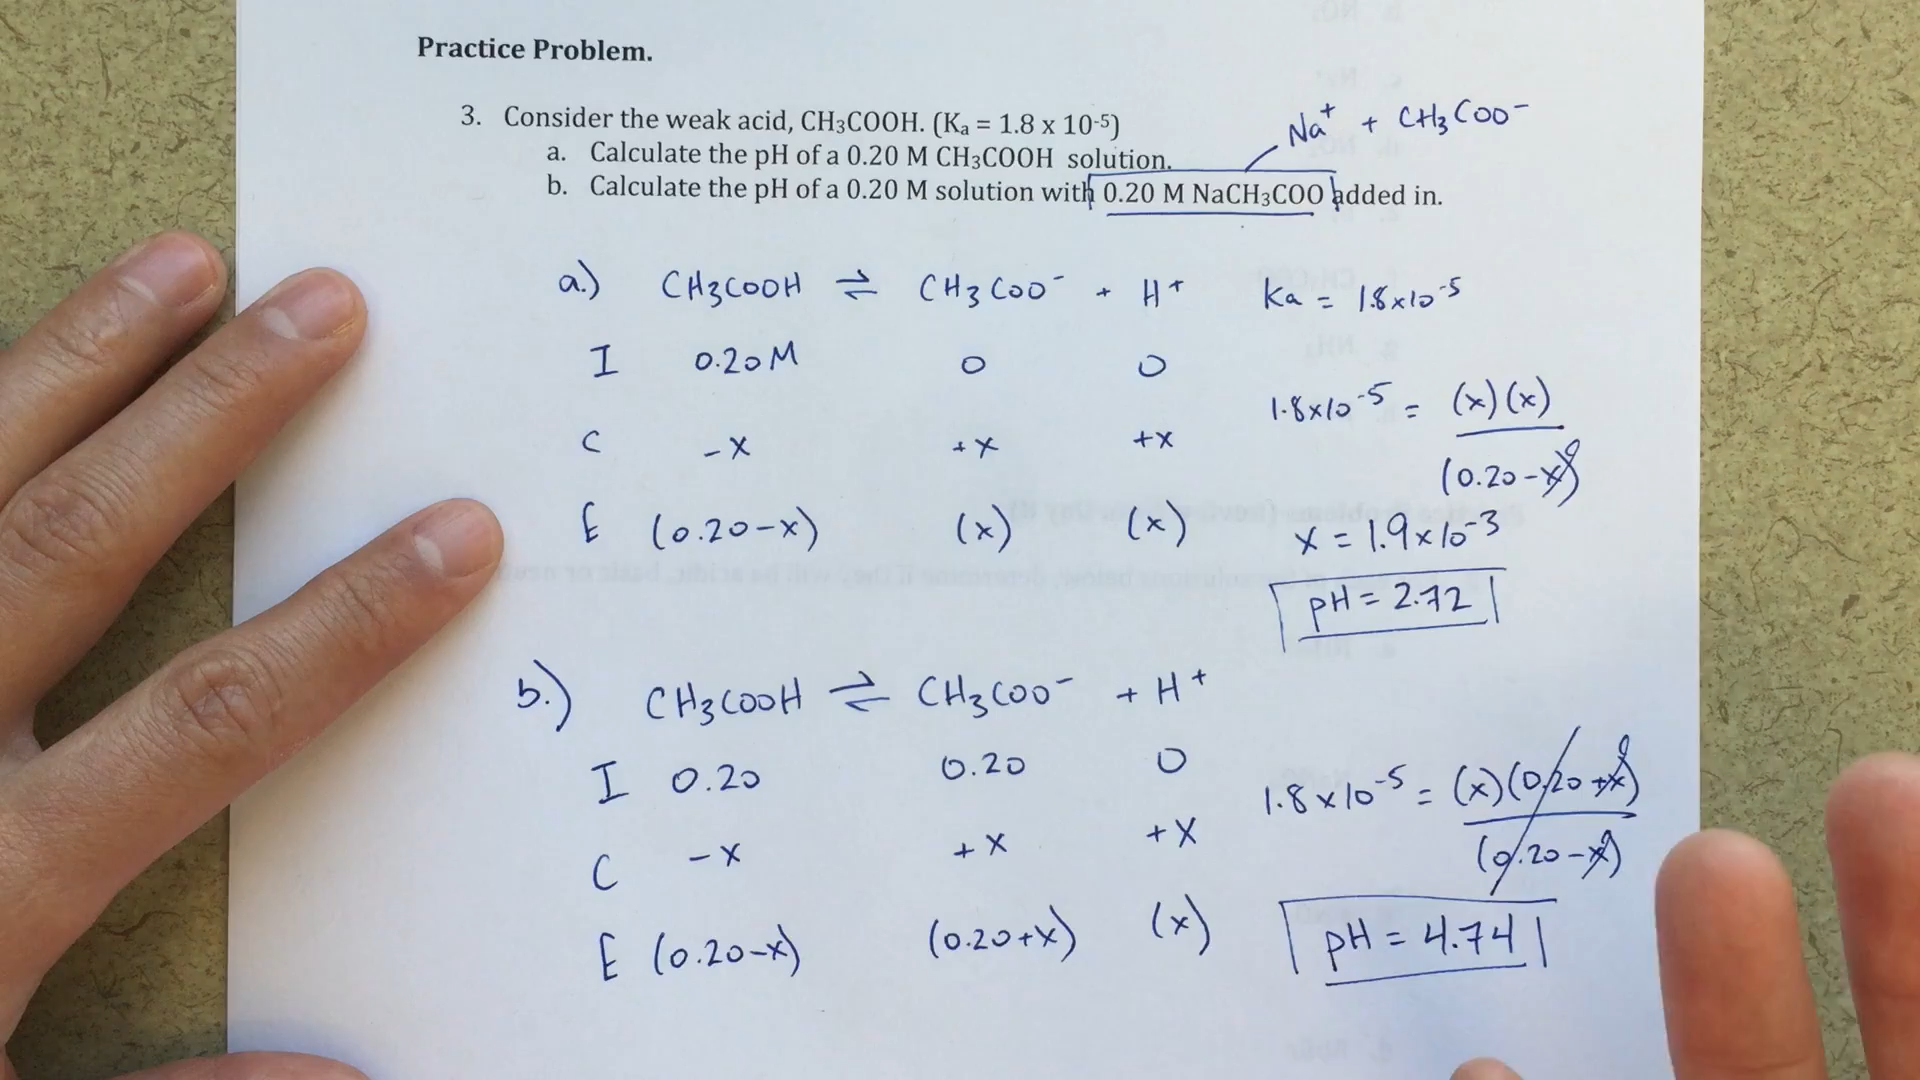 Practice Problem.
3. Consider the weak acid, CH₃COOH. (Kₐ = 1.8 x 10⁻⁵)
Na⁺ + CH₃COO⁻
a. Calculate the pH of a 0.20 M CH₃COOH solution.
b. Calculate the pH of a 0.20 M solution with 0.20 M NaCH₃COO added in.
a.) CH₃COOH ⇌ CH₃COO⁻ + H⁺ Ka = 1.8x10⁻⁵
I 0.20M 0 0
1.8x10⁻⁵ = (x)(x) / (0.20-x)
C -x +x +x
E (0.20-x) (x) (x)
x = 1.9x10⁻³
pH = 2.72
b.) CH₃COOH ⇌ CH₃COO⁻ + H⁺
I 0.20 0.20 0
1.8x10⁻⁵ = (x)(0.20+x) / (0.20-x)
C -x +x +x
E (0.20-x) (0.20+x) (x)
pH = 4.74